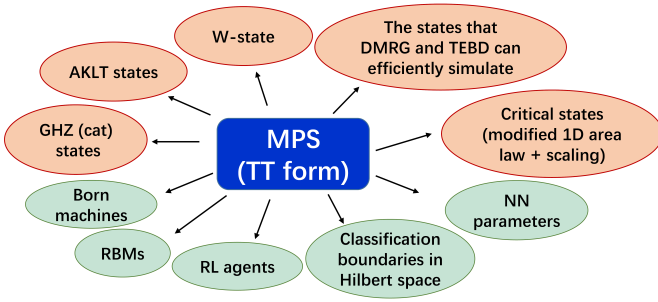 W-state
The states that
DMRG and TEBD can
efficiently simulate
AKLT states
GHZ (cat)
states
MPS
(TT form)
Critical states
(modified 1D area
law + scaling)
Born
machines
NN
parameters
RBMs
RL agents
Classification
boundaries in
Hilbert space